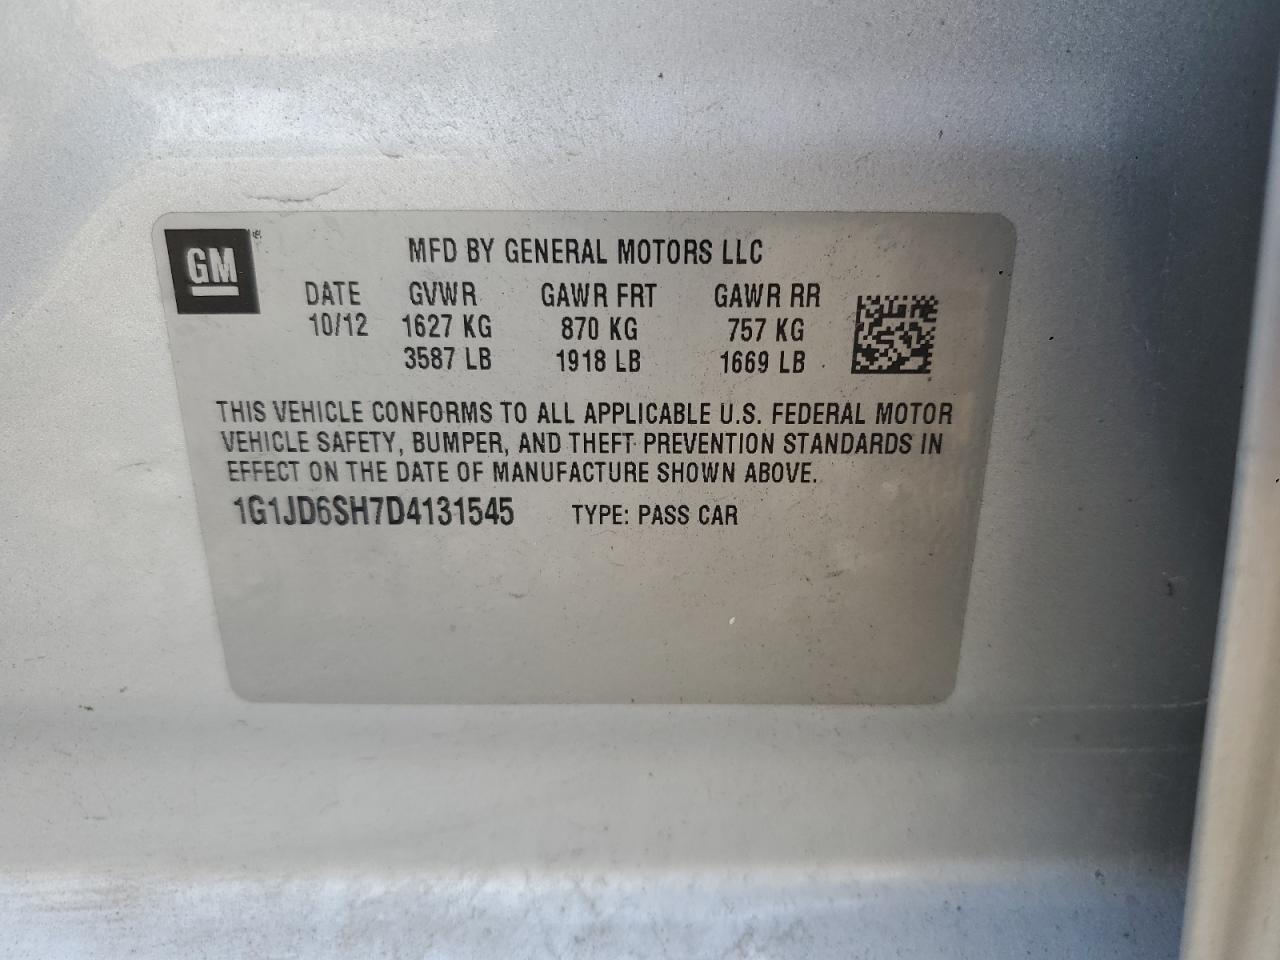 GM
MFD BY GENERAL MOTORS LLC
DATE GVWR GAWR FRT GAWR RR
10/12 1627 KG 870 KG 757 KG
3587 LB 1918 LB 1669 LB
THIS VEHICLE CONFORMS TO ALL APPLICABLE U.S. FEDERAL MOTOR
VEHICLE SAFETY, BUMPER, AND THEFT PREVENTION STANDARDS IN
EFFECT ON THE DATE OF MANUFACTURE SHOWN ABOVE.
1G1JD6SH7D4131545 TYPE: PASS CAR